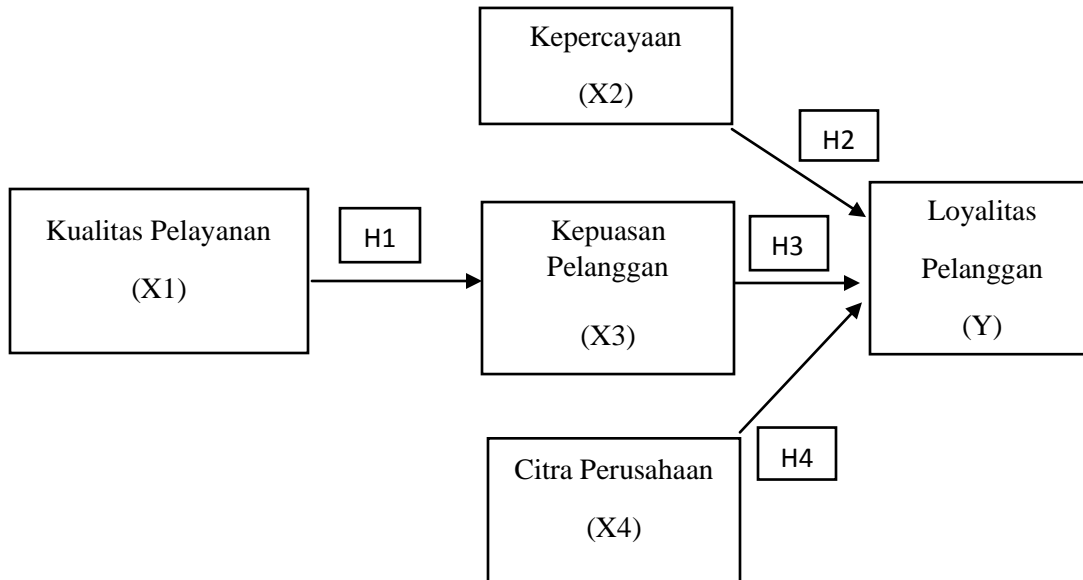 Kepercayaan
(X2)
H2
Kualitas Pelayanan
(X1)
H1
Kepuasan
Pelanggan
(X3)
H3
Loyalitas
Pelanggan
(Y)
Citra Perusahaan
(X4)
H4